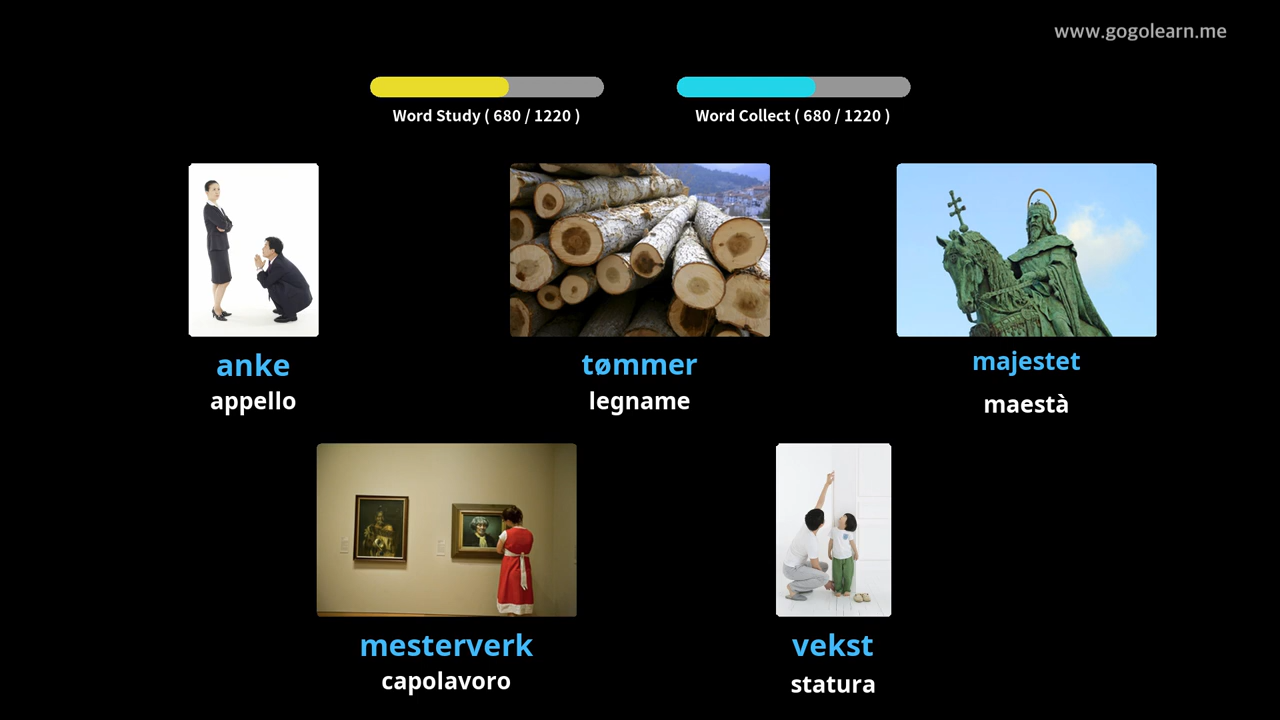 www.gogolearn.me
Word Study ( 680 / 1220 )
Word Collect ( 680 / 1220 )
anke
appello
tømmer
legname
majestet
maestà
mesterverk
capolavoro
vekst
statura